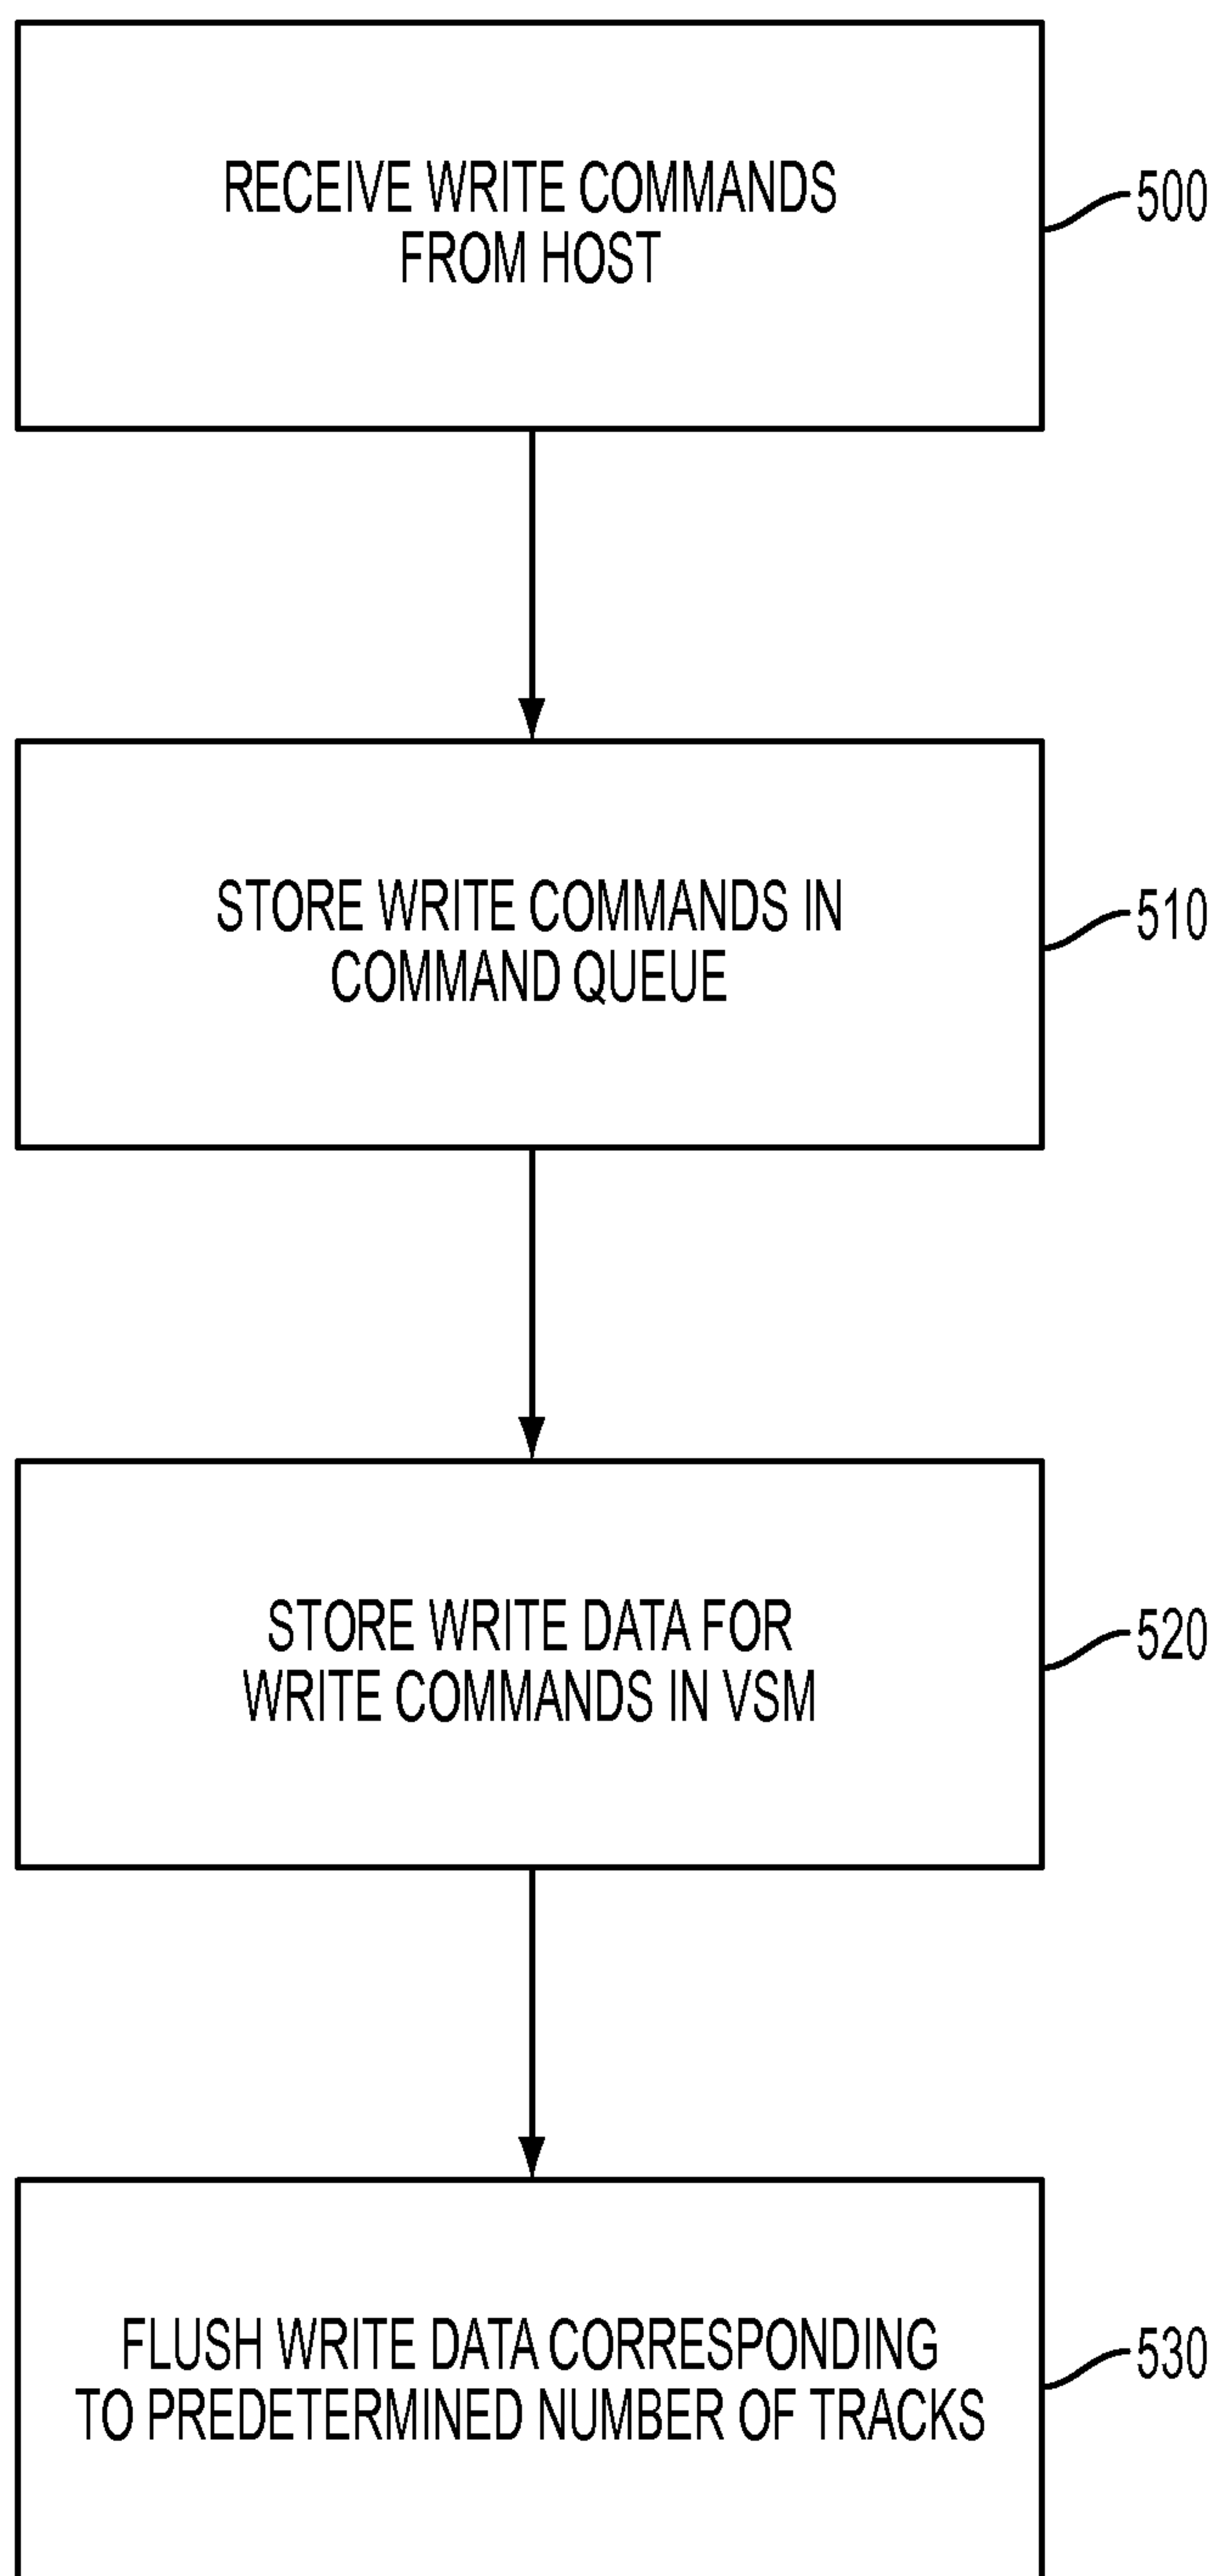 RECEIVE WRITE COMMANDS
FROM HOST
500
STORE WRITE COMMANDS IN
COMMAND QUEUE
510
STORE WRITE DATA FOR
WRITE COMMANDS IN VSM
520
FLUSH WRITE DATA CORRESPONDING
TO PREDETERMINED NUMBER OF TRACKS
530